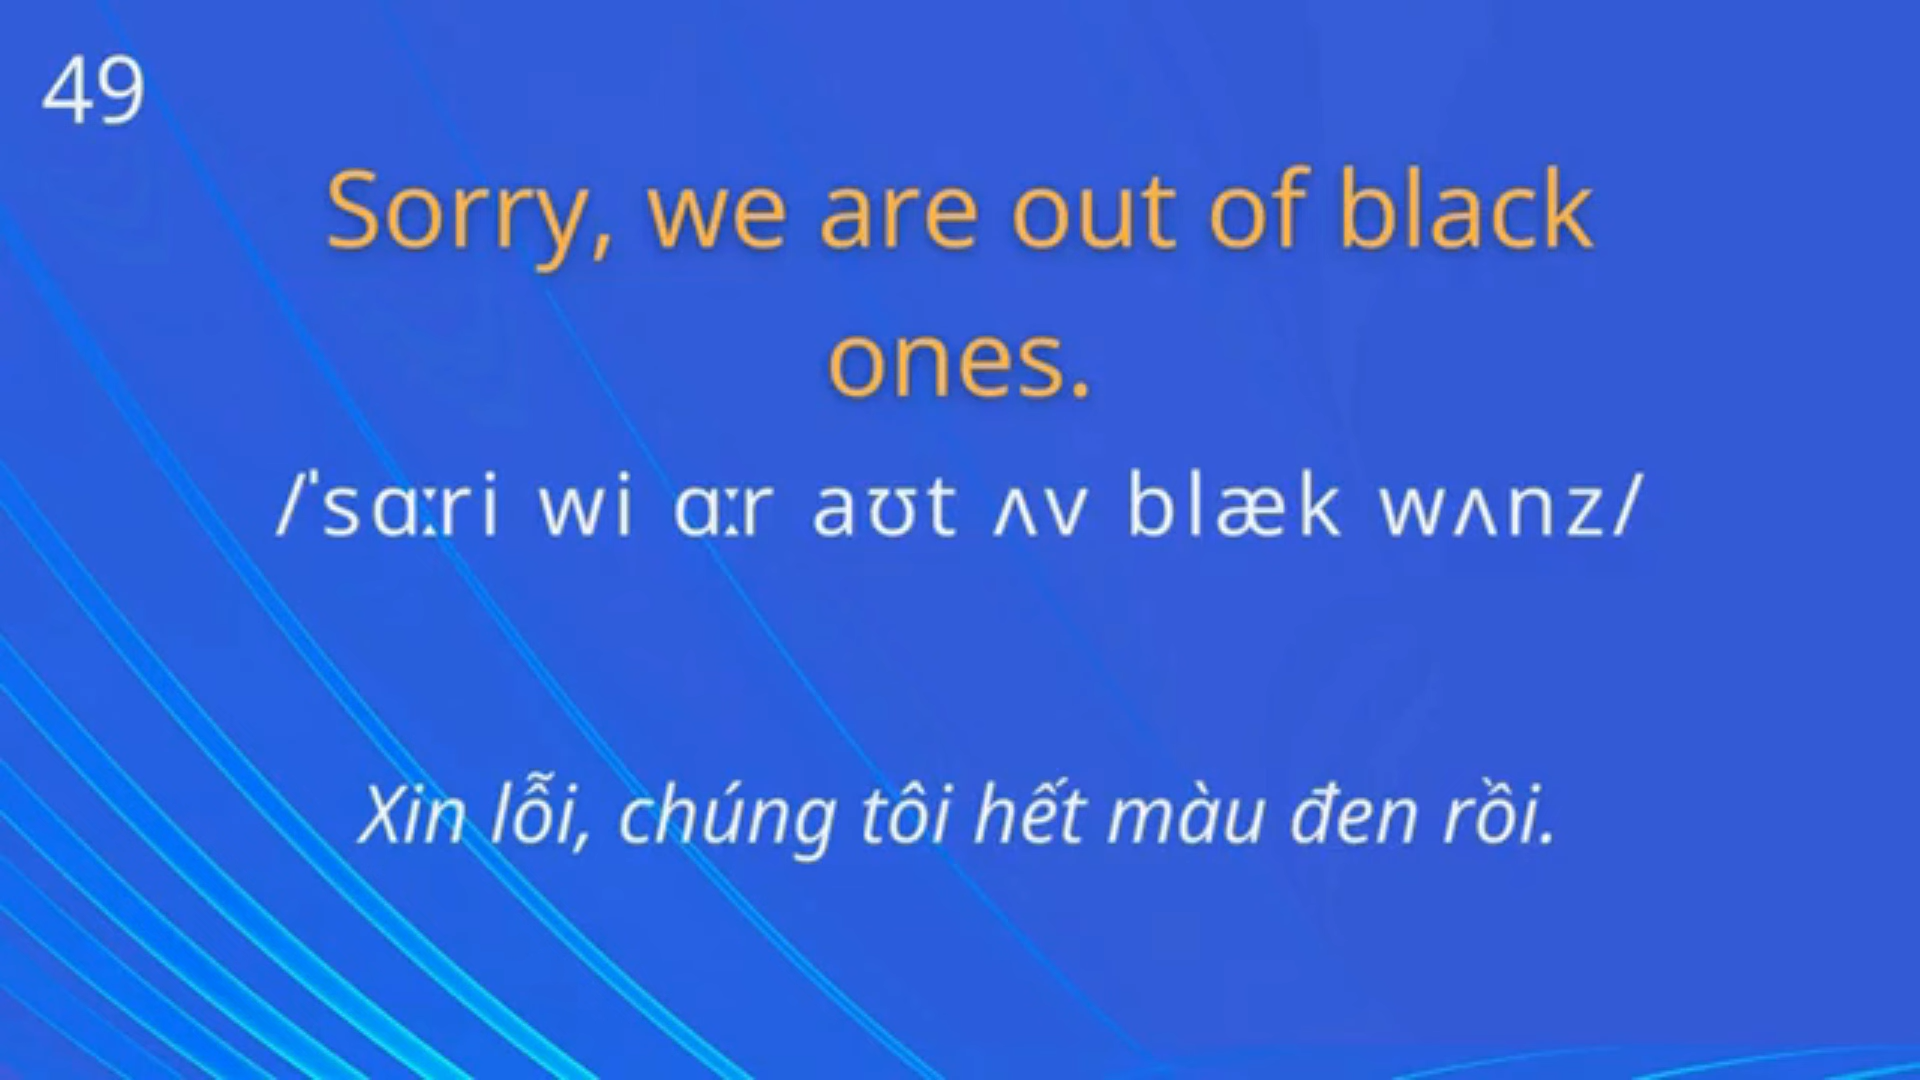 49
Sorry, we are out of black
ones.
/ˈsɑːri wi ɑːr aʊt ʌv blæk wʌnz/
Xin lỗi, chúng tôi hết màu đen rồi.